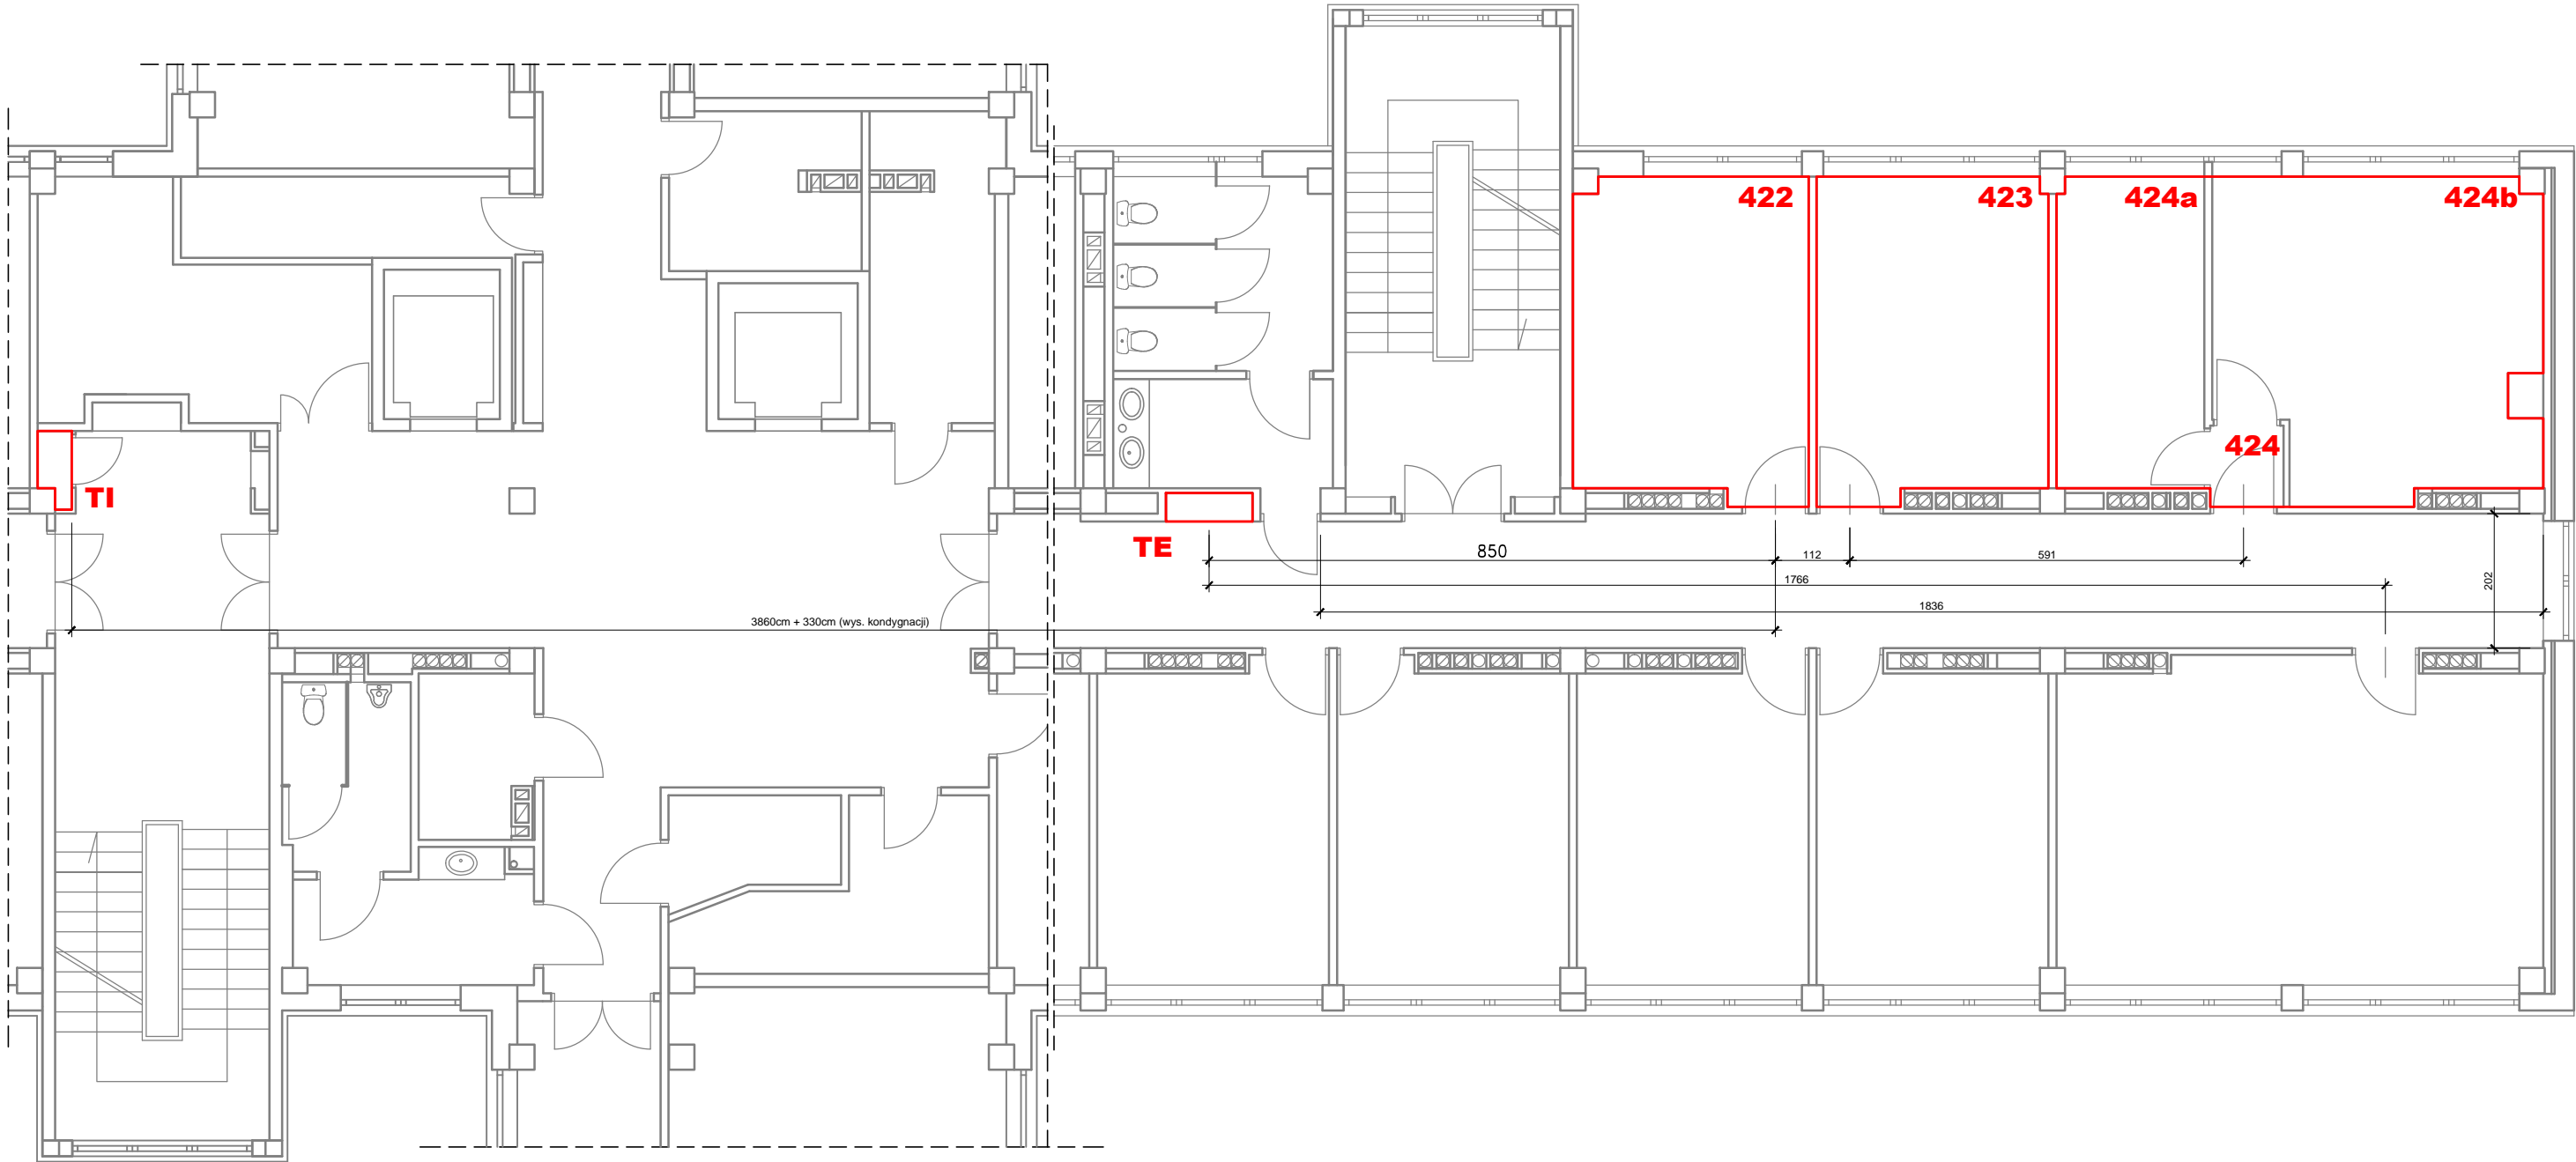 422
423
424a
424b
424
TI
TE
850
112
591
1766
202
1836
3860cm + 330cm (wys. kondygnacji)